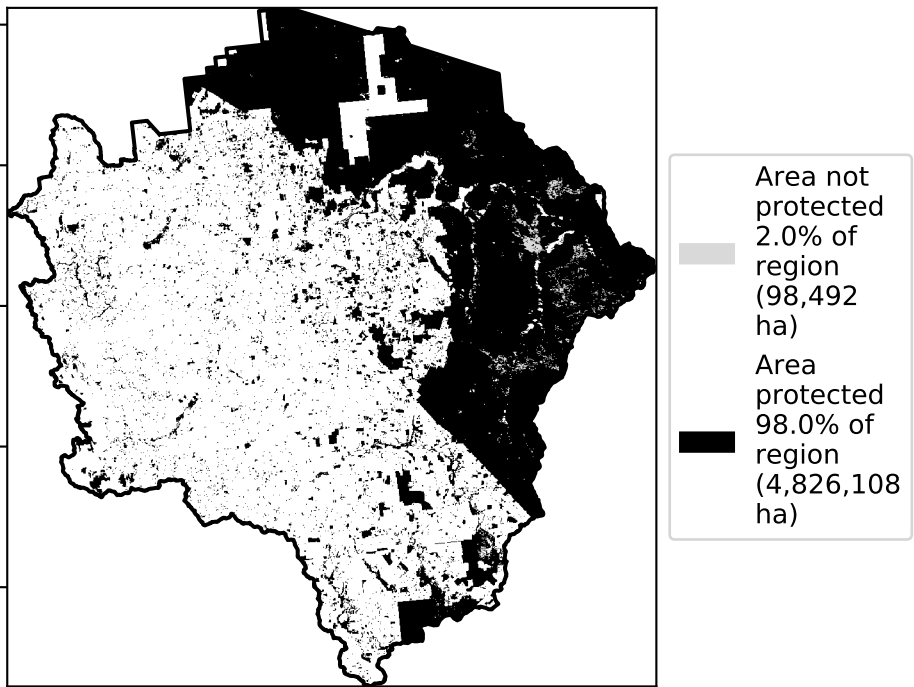 Area not
protected
2.0% of
region
(98,492
ha)
Area
protected
98.0% of
region
(4,826,108
ha)